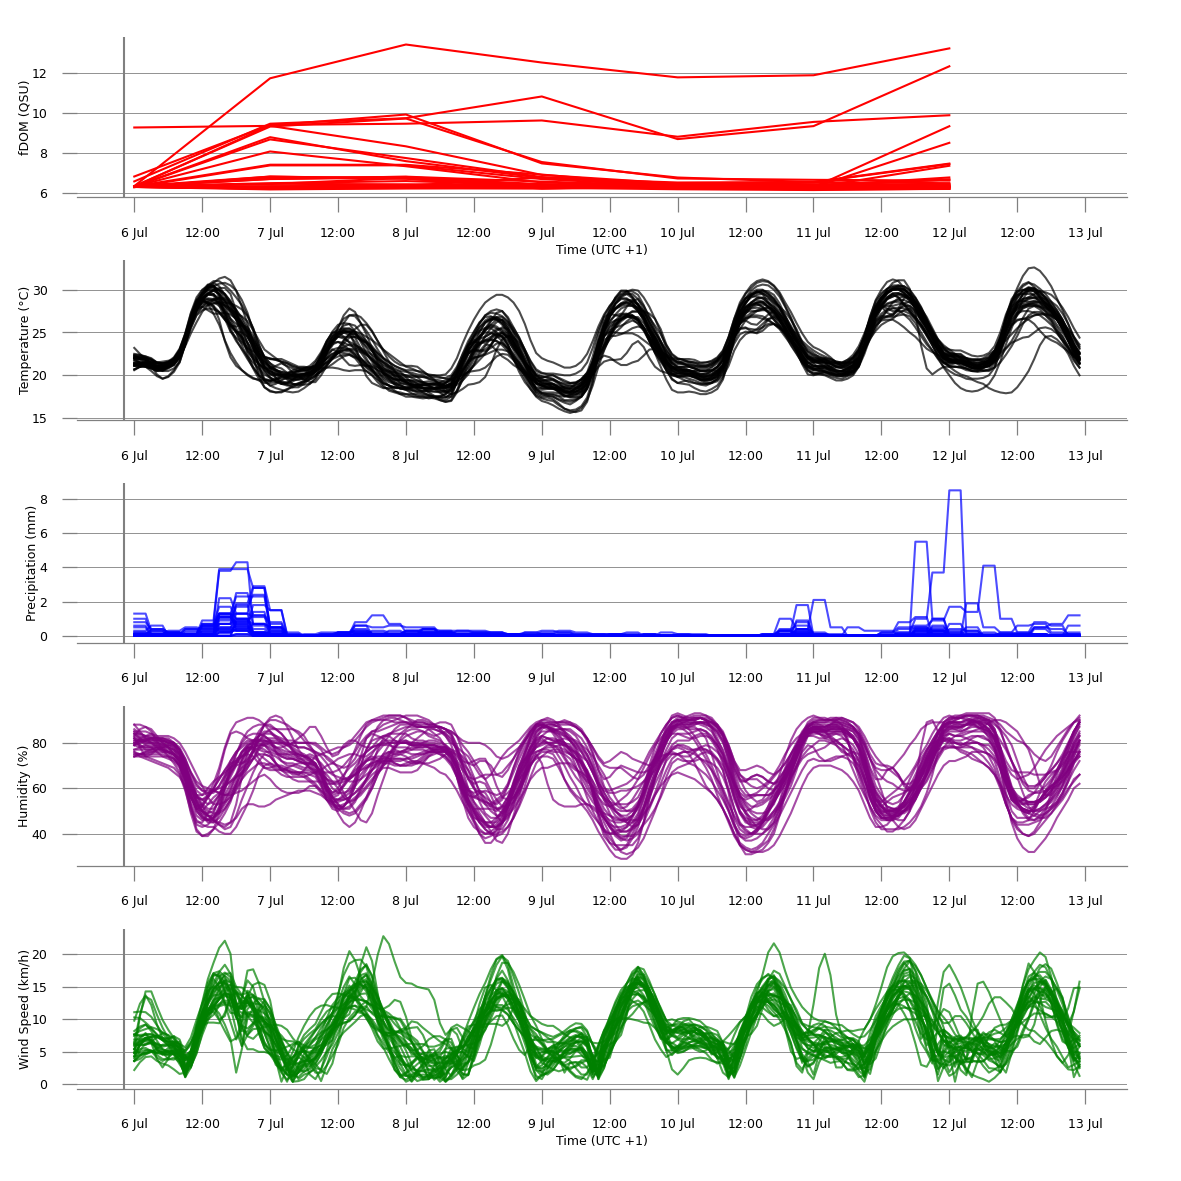 fDOM (QSU)
12
10
8
6
6 Jul 12:00 7 Jul 12:00 8 Jul 12:00 9 Jul 12:00 10 Jul 12:00 11 Jul 12:00 12 Jul 12:00 13 Jul
Time (UTC +1)
Temperature (°C)
30
25
20
15
6 Jul 12:00 7 Jul 12:00 8 Jul 12:00 9 Jul 12:00 10 Jul 12:00 11 Jul 12:00 12 Jul 12:00 13 Jul
Precipitation (mm)
8
6
4
2
0
6 Jul 12:00 7 Jul 12:00 8 Jul 12:00 9 Jul 12:00 10 Jul 12:00 11 Jul 12:00 12 Jul 12:00 13 Jul
Humidity (%)
80
60
40
6 Jul 12:00 7 Jul 12:00 8 Jul 12:00 9 Jul 12:00 10 Jul 12:00 11 Jul 12:00 12 Jul 12:00 13 Jul
Wind Speed (km/h)
20
15
10
5
0
6 Jul 12:00 7 Jul 12:00 8 Jul 12:00 9 Jul 12:00 10 Jul 12:00 11 Jul 12:00 12 Jul 12:00 13 Jul
Time (UTC +1)